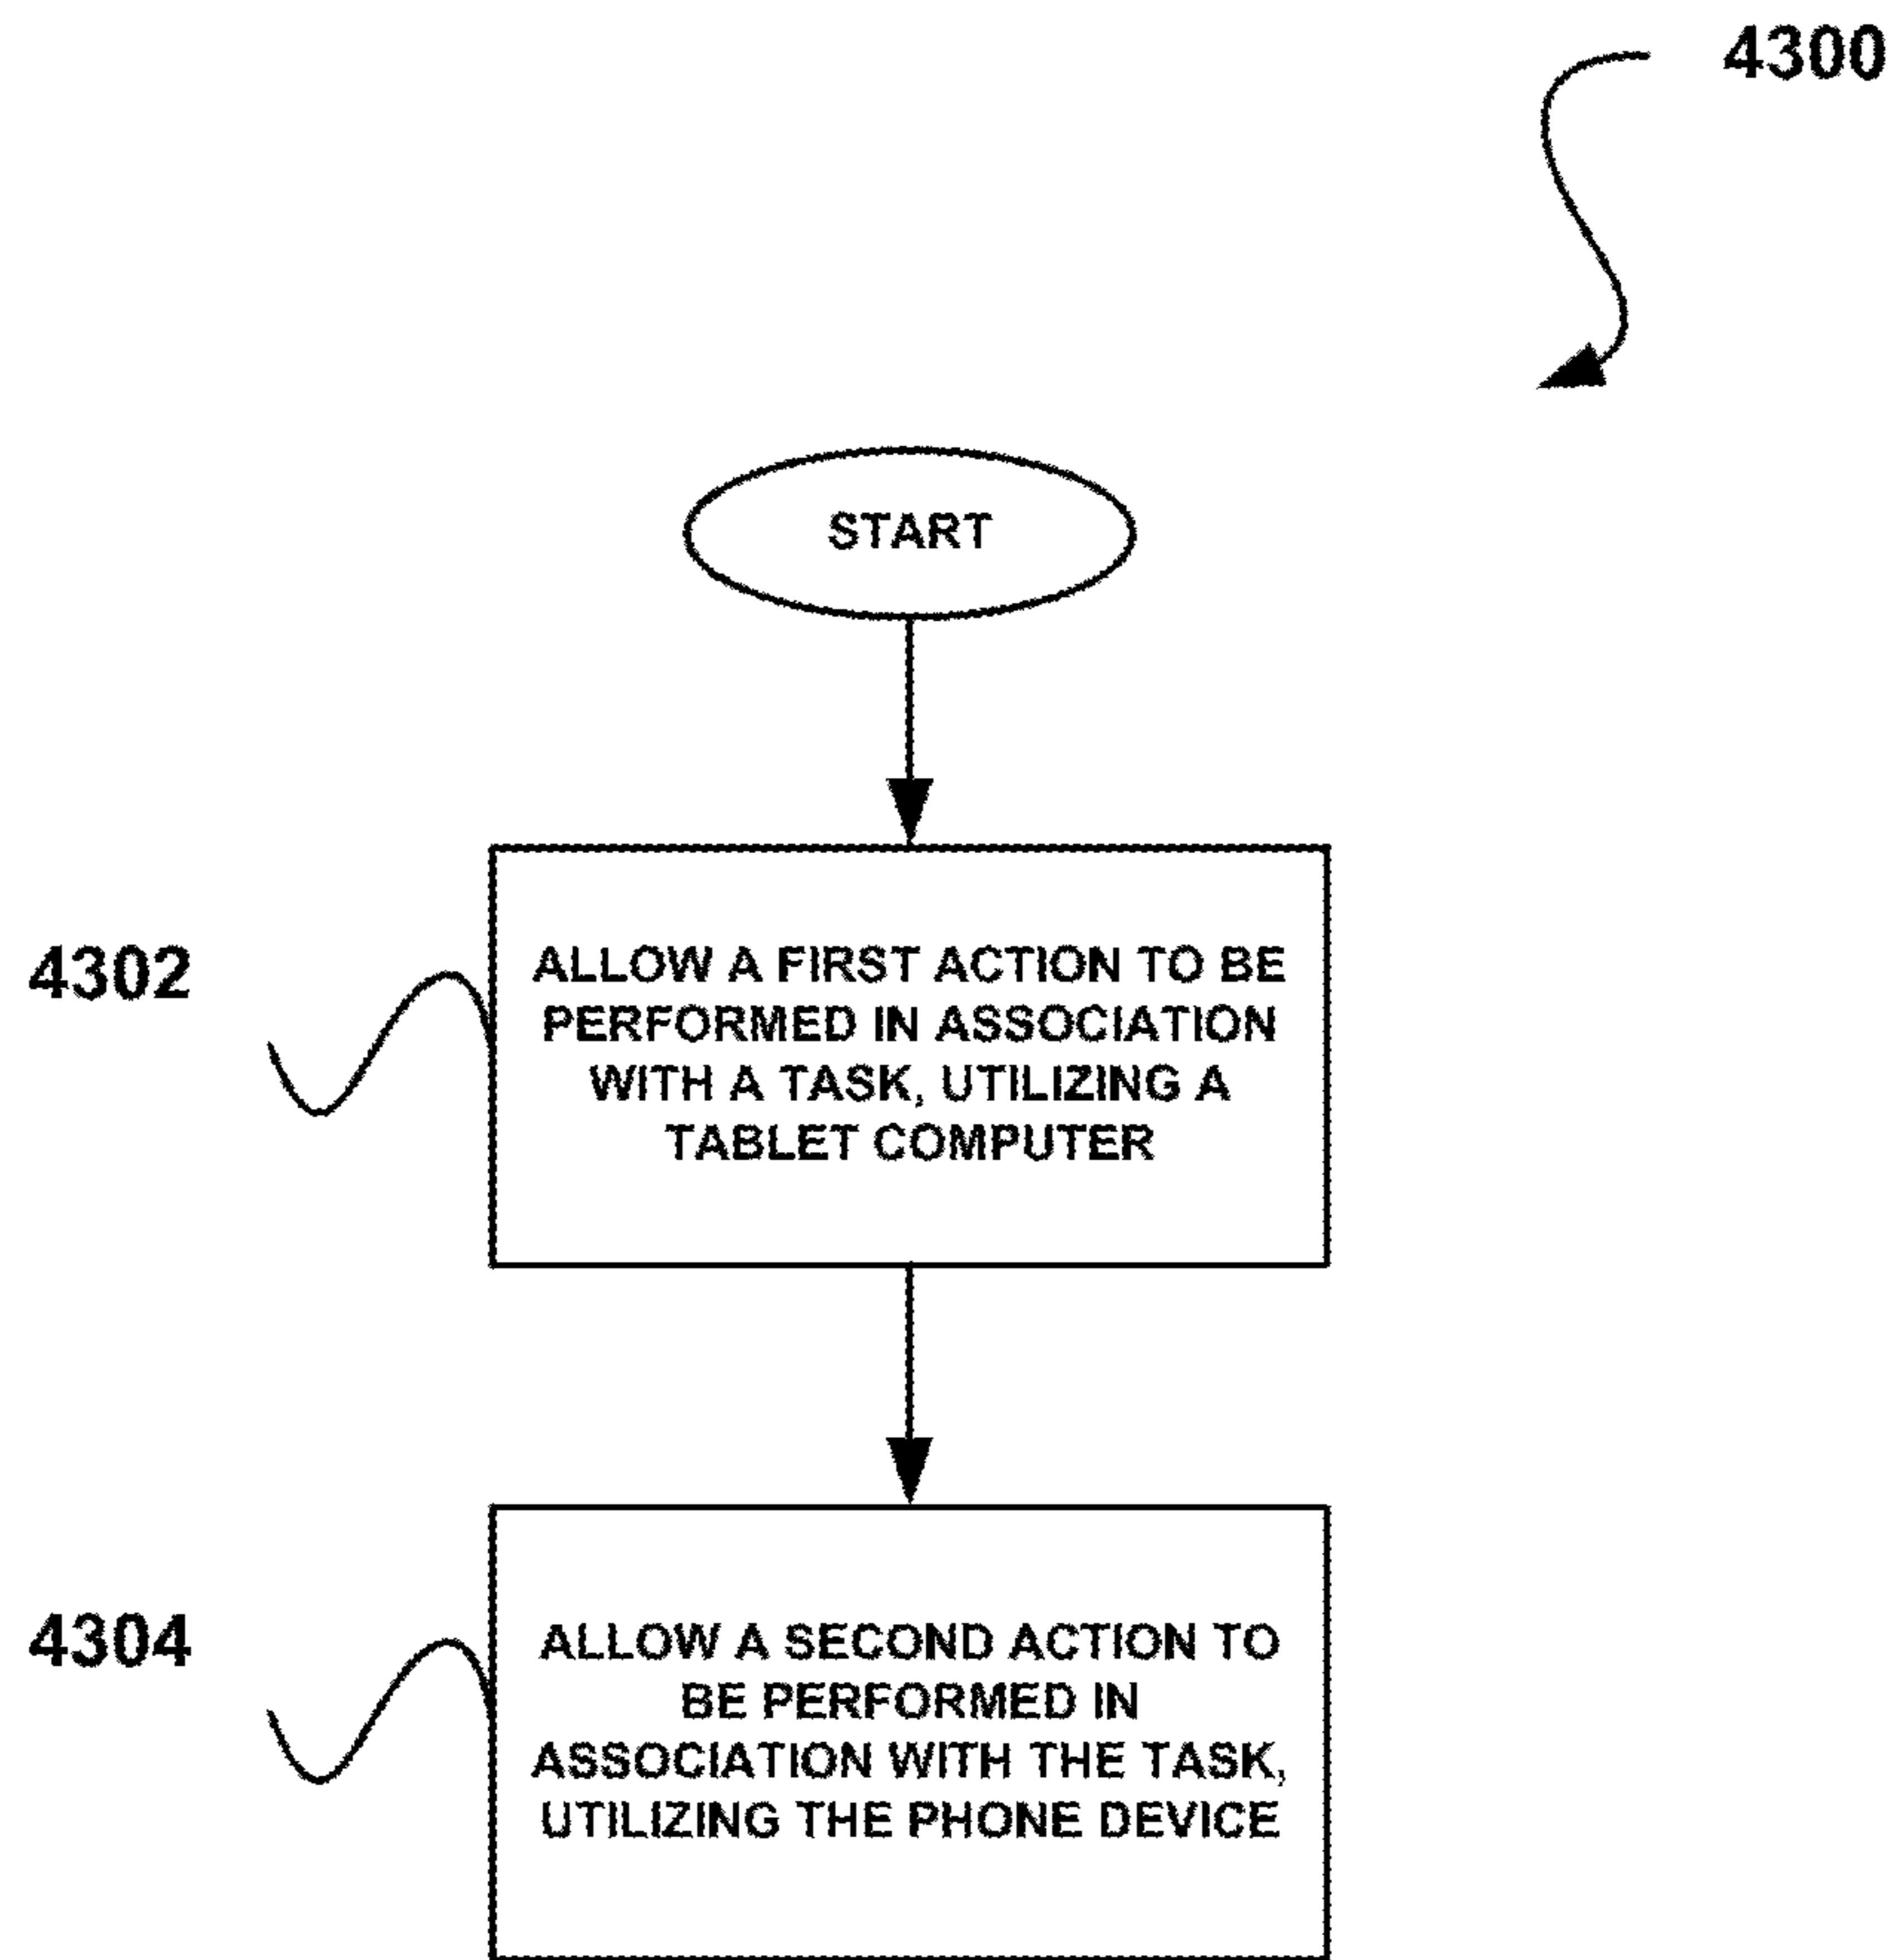 4300
START
4302
ALLOW A FIRST ACTION TO BE
PERFORMED IN ASSOCIATION
WITH A TASK, UTILIZING A
TABLET COMPUTER
4304
ALLOW A SECOND ACTION TO
BE PERFORMED IN
ASSOCIATION WITH THE TASK,
UTILIZING THE PHONE DEVICE